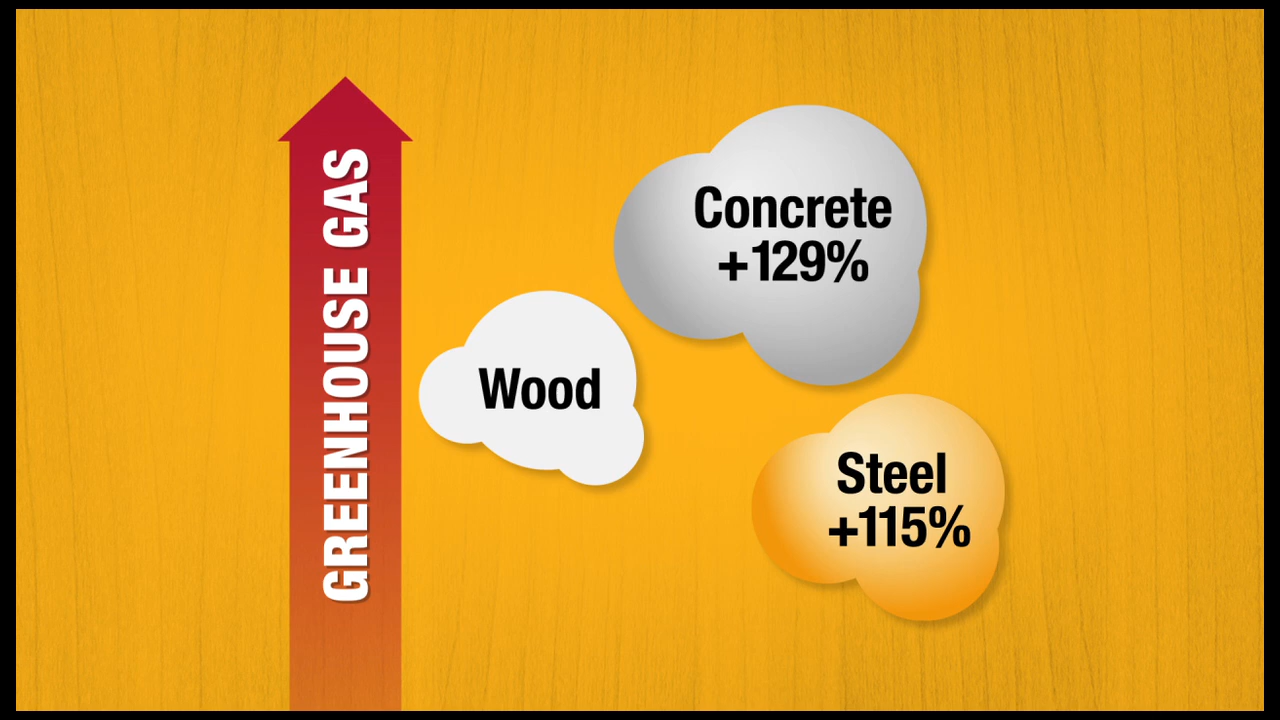 GREENHOUSE GAS
Concrete
+129%
Wood
Steel
+115%